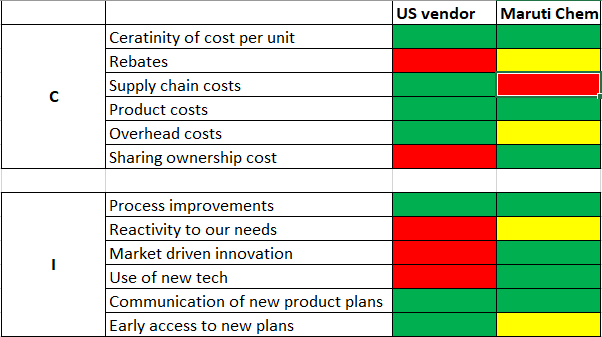 US vendor Maruti Chem
C
Ceratinity of cost per unit
Rebates
Supply chain costs
Product costs
Overhead costs
Sharing ownership cost
I
Process improvements
Reactivity to our needs
Market driven innovation
Use of new tech
Communication of new product plans
Early access to new plans